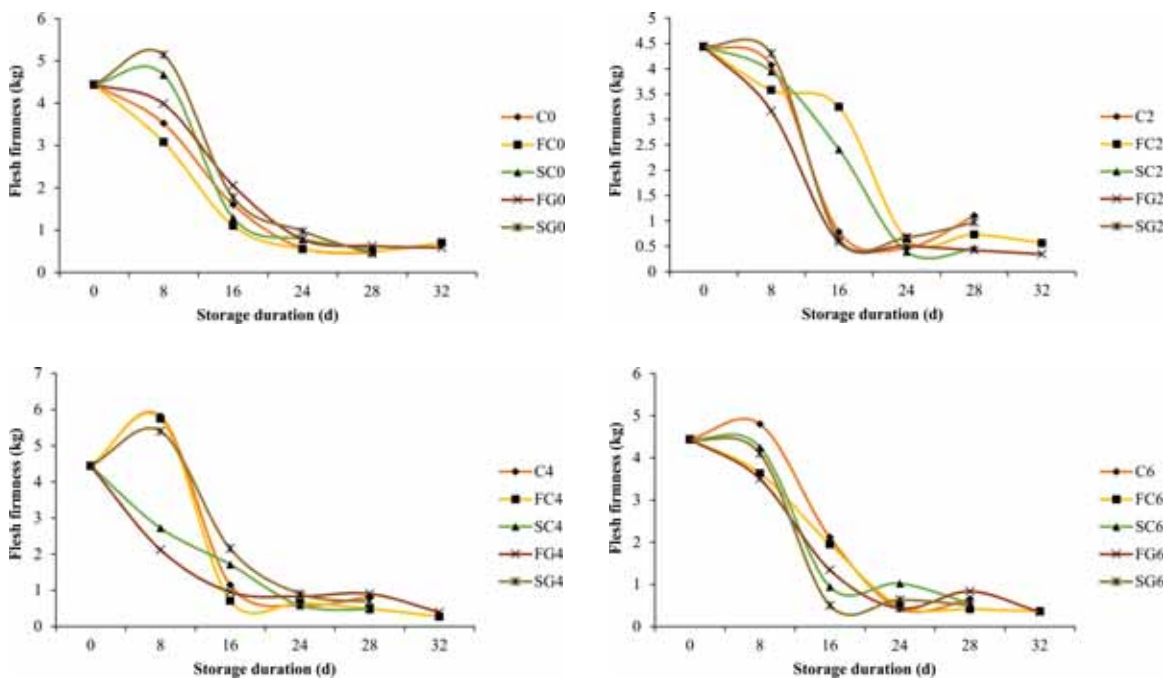 Flesh firmness (kg)
6
5
4
3
2
1
0
0 8 16 24 28 32
Storage duration (d)
C0
FC0
SC0
FG0
SG0
Flesh firmness (kg)
5
4.5
4
3.5
3
2.5
2
1.5
1
0.5
0
0 8 16 24 28 32
Storage duration (d)
C2
FC2
SC2
FG2
SG2
Flesh firmness (kg)
7
6
5
4
3
2
1
0
0 8 16 24 28 32
Storage duration (d)
C4
FC4
SC4
FG4
SG4
Flesh firmness (kg)
6
5
4
3
2
1
0
0 8 16 24 28 32
Storage duration (d)
C6
FC6
SC6
FG6
SG6